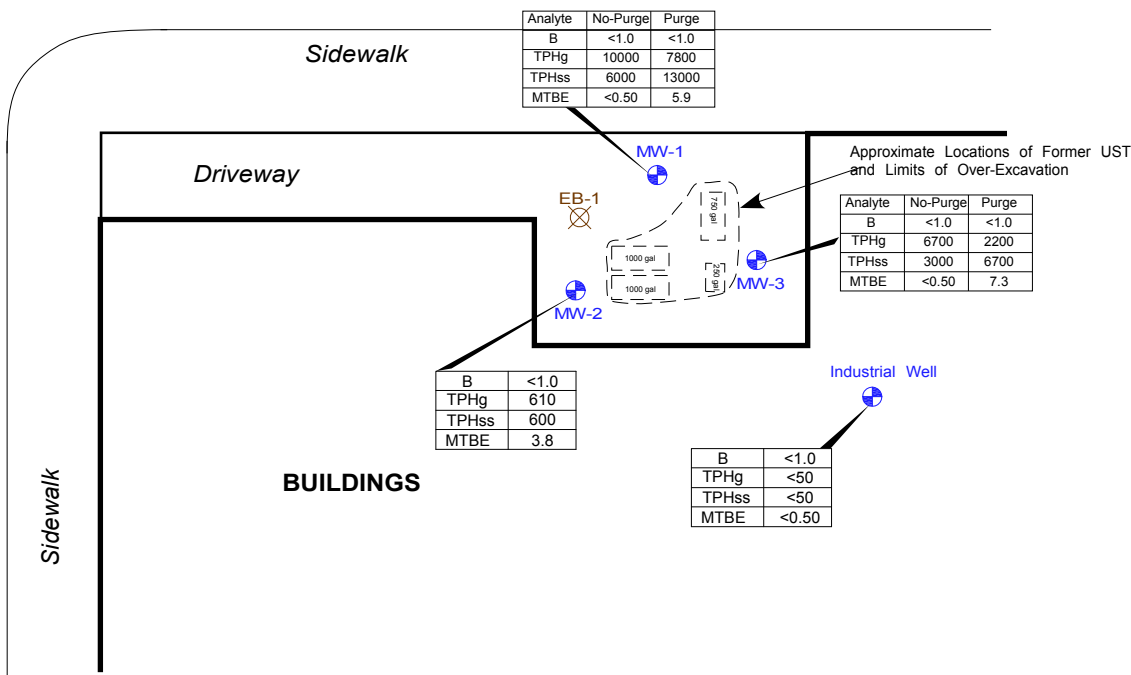 Analyte No-Purge Purge
B <1.0 <1.0
TPHg 10000 7800
TPHss 6000 13000
MTBE <0.50 5.9
Sidewalk
Driveway
MW-1
EB-1
Approximate Locations of Former UST
and Limits of Over-Excavation
750 gal
Analyte No-Purge Purge
B <1.0 <1.0
TPHg 6700 2200
TPHss 3000 6700
MTBE <0.50 7.3
1000 gal
1000 gal
250 gal
MW-3
MW-2
Industrial Well
B <1.0
TPHg 610
TPHss 600
MTBE 3.8
B <1.0
TPHg <50
TPHss <50
MTBE <0.50
BUILDINGS
Sidewalk